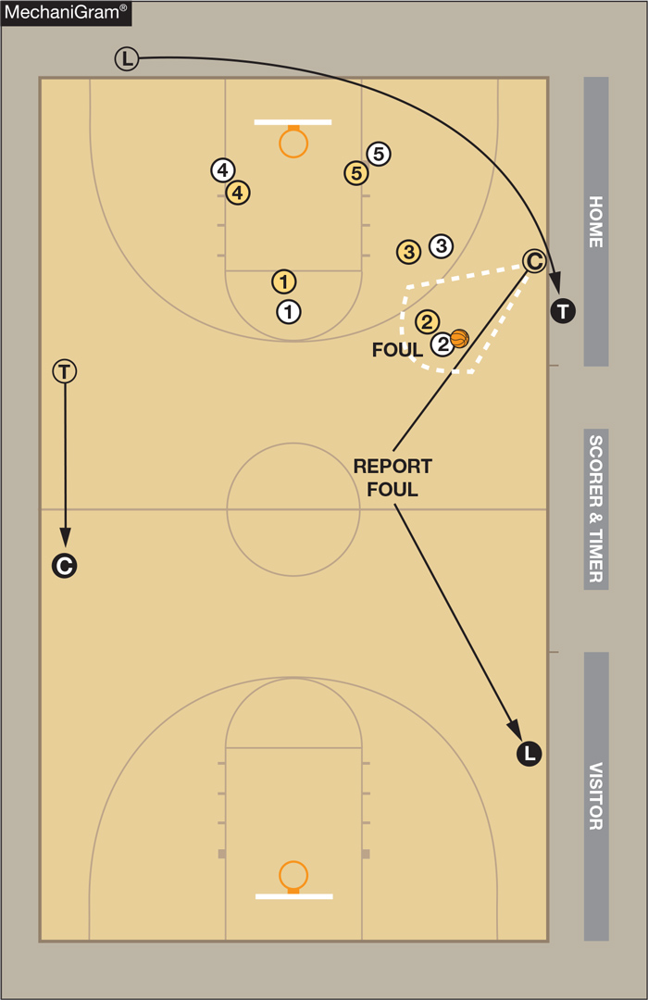 MechaniGram®
L
5
4
5
4
HOME
3
3
C
1
T
1
2
2
FOUL
T
REPORT
FOUL
SCORER & TIMER
C
L
VISITOR